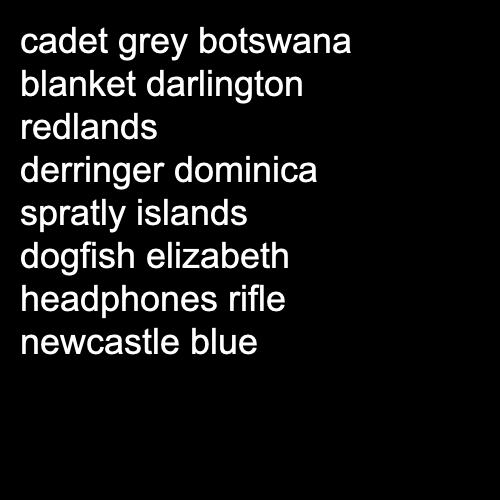 cadet grey botswana
blanket darlington
redlands
derringer dominica
spratly islands
dogfish elizabeth
headphones rifle
newcastle blue